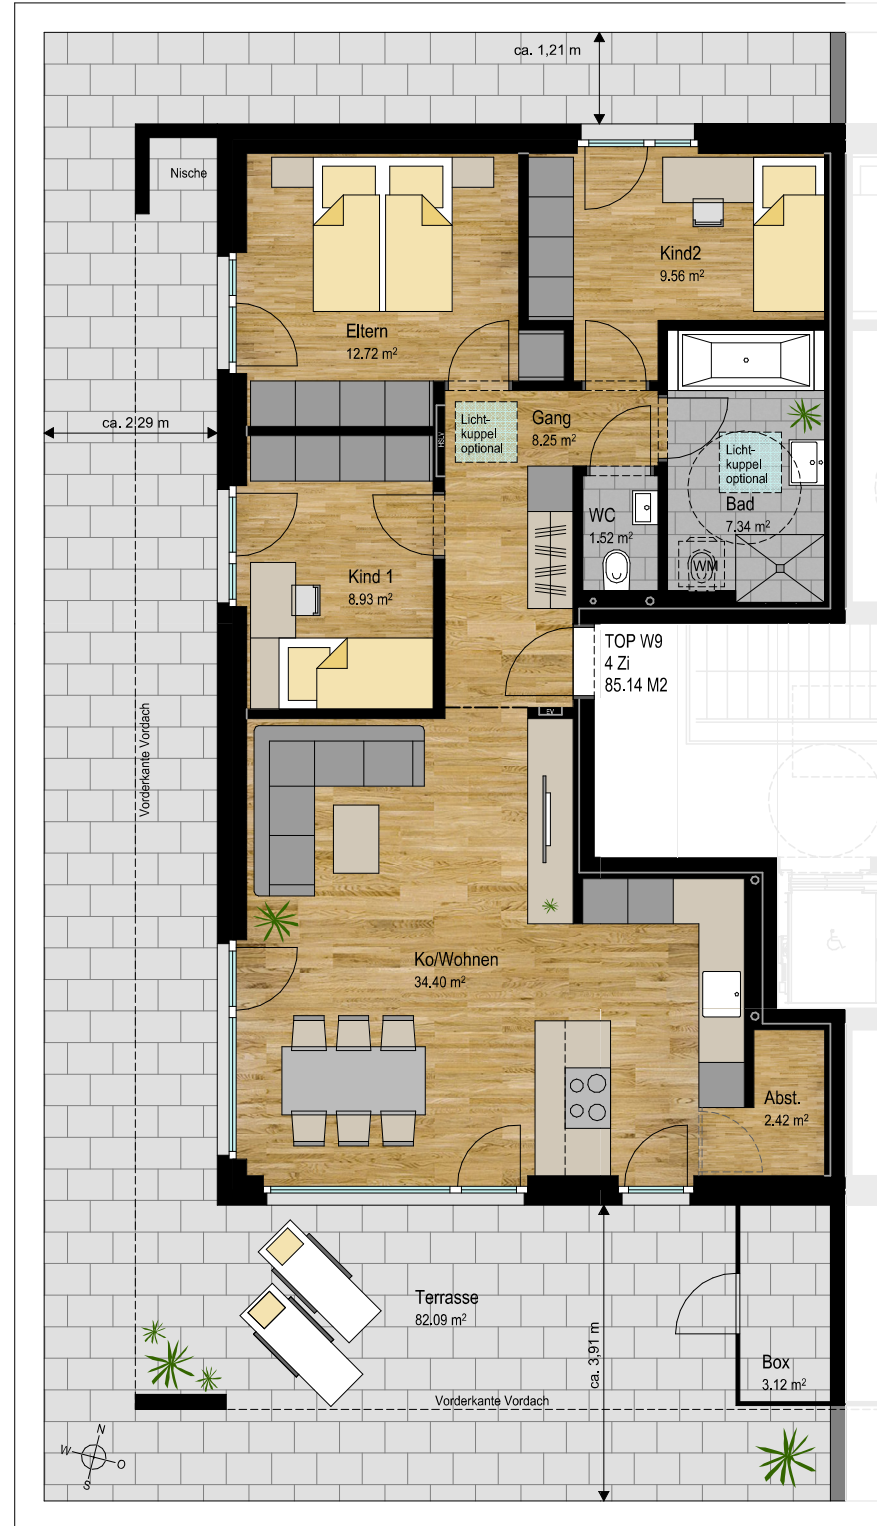 ca. 1,21 m
Nische
Kind2
9.56 m²
Eltern
12.72 m²
ca. 2,29 m
HSLV
Licht-
kuppel
optional
Gang
8.25 m²
Licht-
kuppel
optional
Bad
7.34 m²
WC
1.52 m²
WM
Kind 1
8.93 m²
TOP W9
4 Zi
85.14 M2
EV
Vorderkante Vordach
Ko/Wohnen
34.40 m²
Abst.
2.42 m²
Terrasse
82.09 m²
ca. 3,91 m
Box
3.12 m²
Vorderkante Vordach
N
W
O
S